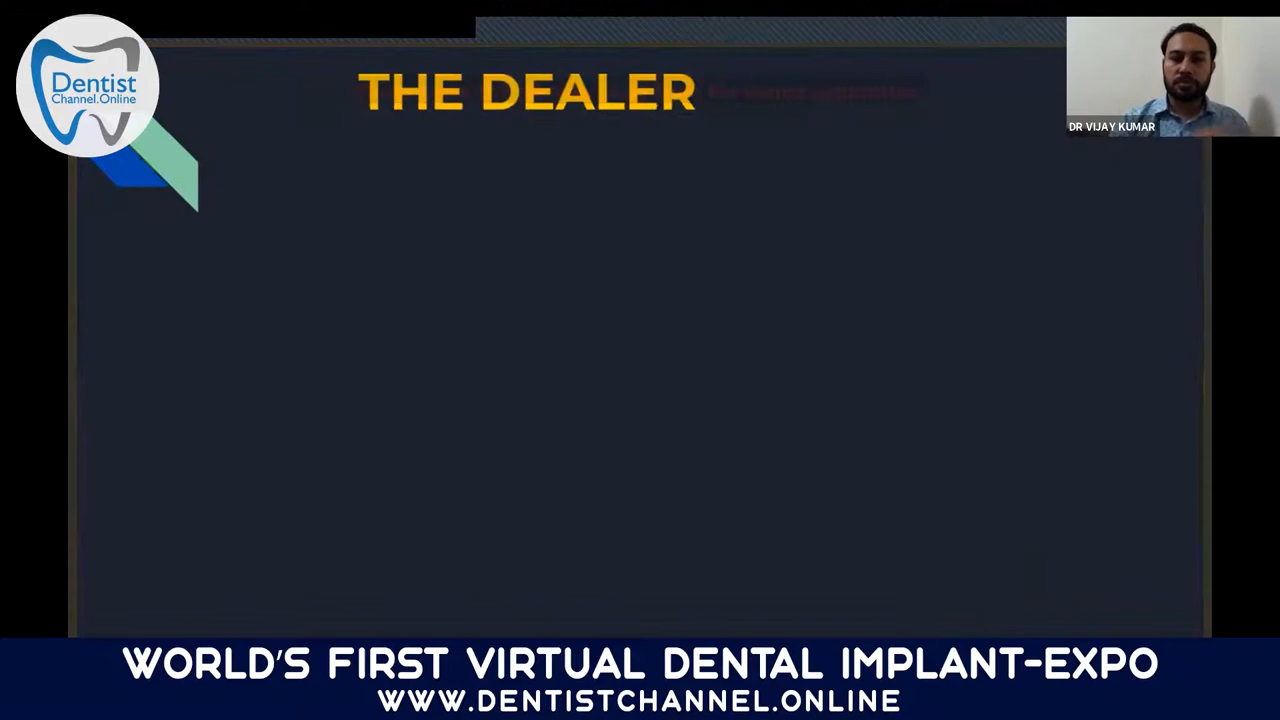 Dentist
Channel.Online
THE DEALER
DR VIJAY KUMAR
WORLD'S FIRST VIRTUAL DENTAL IMPLANT-EXPO
WWW.DENTISTCHANNEL.ONLINE